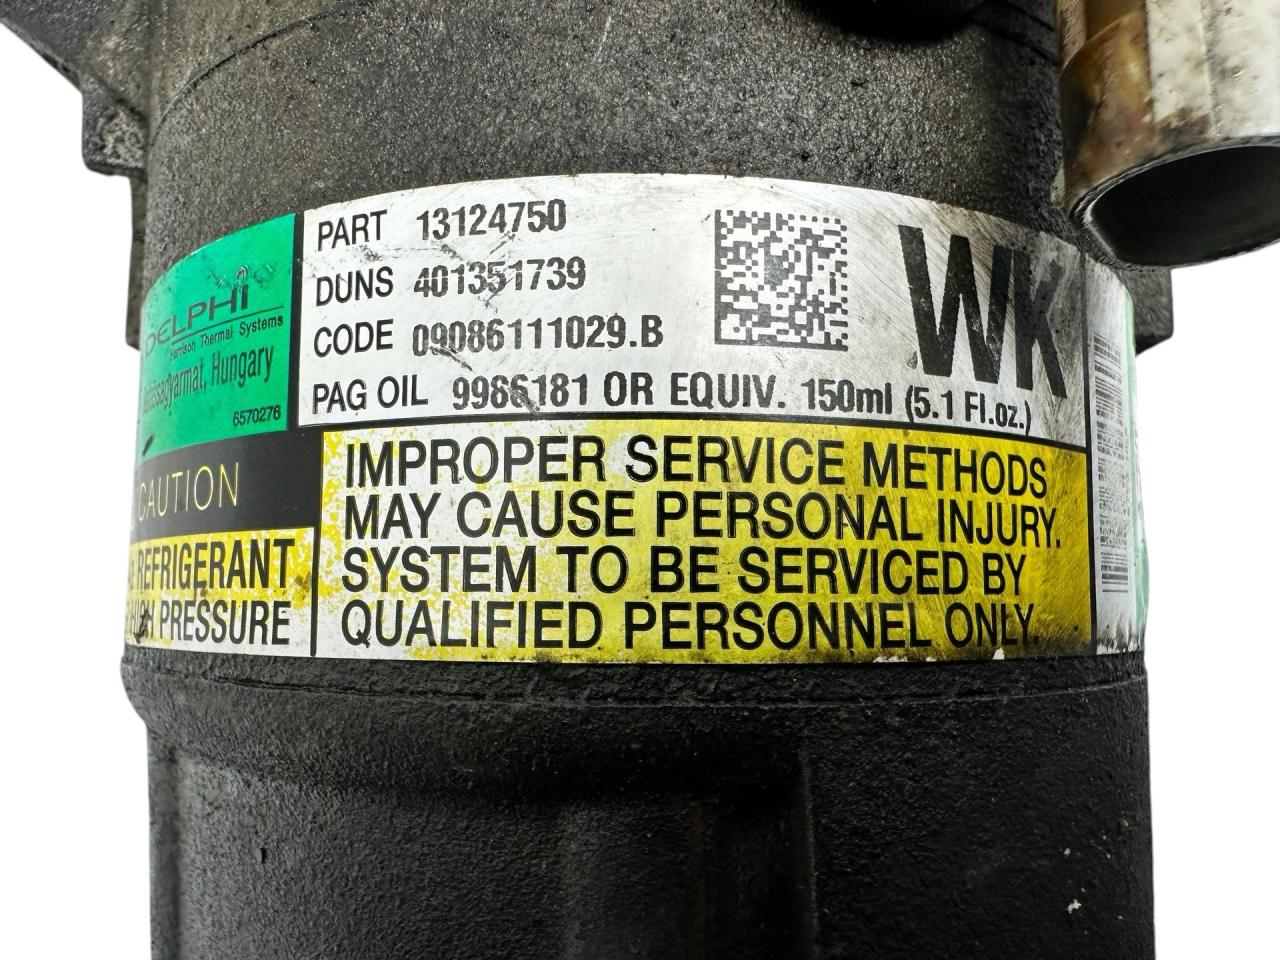 DELPHI
Harrison Thermal Systems
Hungary
6570276
PART 13124750
DUNS 401351739
CODE 09086111029.B
PAG OIL 9986181 OR EQUIV. 150ml (5.1 Fl.oz.)
WK
CAUTION
REFRIGERANT
HIGH PRESSURE
IMPROPER SERVICE METHODS
MAY CAUSE PERSONAL INJURY.
SYSTEM TO BE SERVICED BY
QUALIFIED PERSONNEL ONLY.